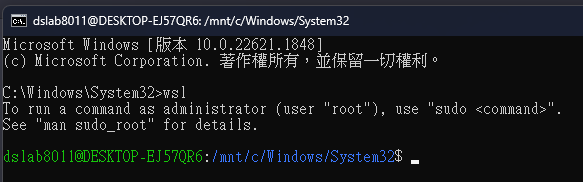 dslab8011@DESKTOP-EJ57QR6: /mnt/c/Windows/System32
Microsoft Windows [版本 10.0.22621.1848]
(c) Microsoft Corporation. 著作權所有，並保留一切權利。
C:\Windows\System32>wsl
To run a command as administrator (user "root"), use "sudo <command>".
See "man sudo_root" for details.
dslab8011@DESKTOP-EJ57QR6:/mnt/c/Windows/System32$